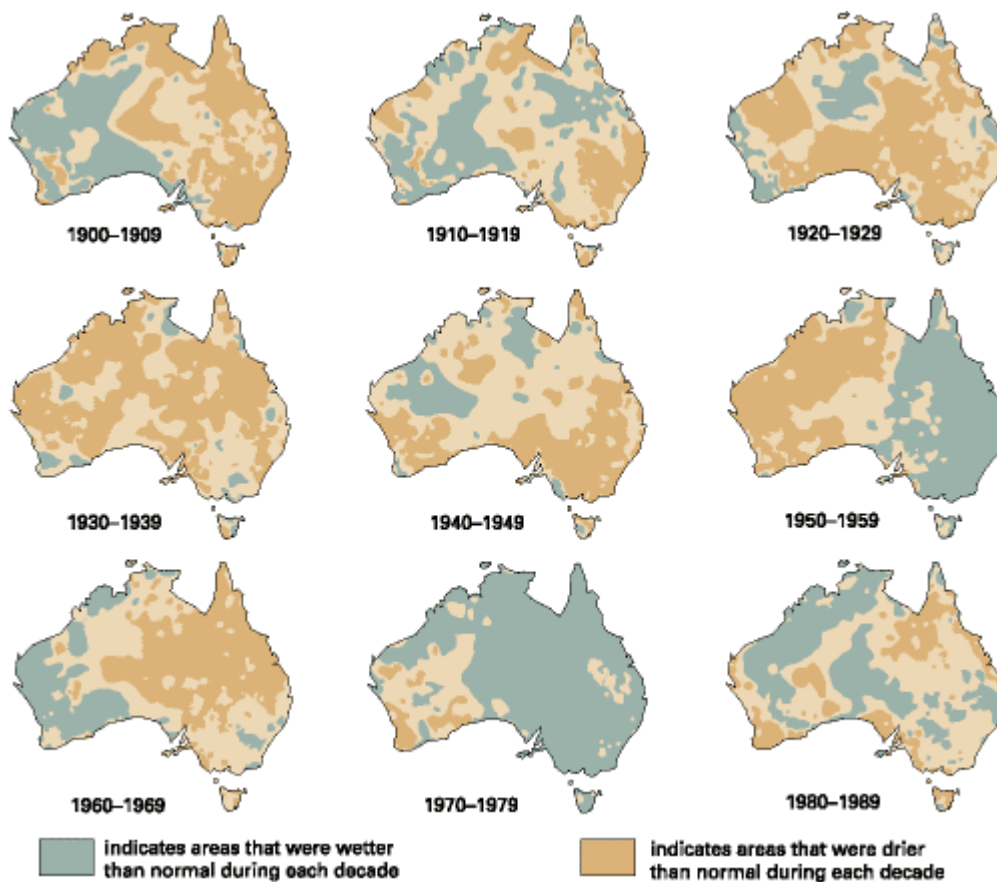 1900–1909
1910–1919
1920–1929
1930–1939
1940–1949
1950–1959
1960–1969
1970–1979
1980–1989
indicates areas that were wetter
than normal during each decade
indicates areas that were drier
than normal during each decade